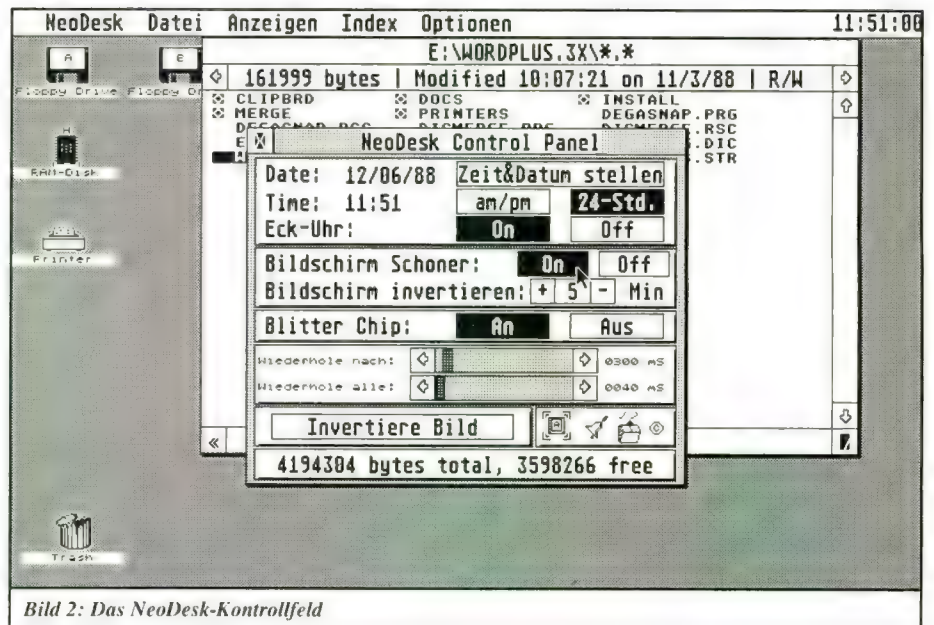 NeoDesk Datei Anzeigen Index Optionen 11:51:00
E:\WORDPLUS.3X\*.*
161999 bytes | Modified 10:07:21 on 11/3/88 | R/W
A
B
Floppy Drive Floppy
CLIPBRD DOCS INSTALL
MERGE PRINTERS DEGASNAP.PRG
.RSC
.DIC
.STR
RAM-Disk
Printer
Trash
NeoDesk Control Panel
Date: 12/06/88 Zeit&Datum stellen
Time: 11:51 am/pm 24-Std.
Eck-Uhr: On Off
Bildschirm Schoner: On Off
Bildschirm invertieren: + 5 - Min
Blitter Chip: An Aus
Wiederhole nach: 0300 mS
Wiederhole alle: 0040 mS
Invertiere Bild
4194304 bytes total, 3598266 free
Bild 2: Das NeoDesk-Kontrollfeld